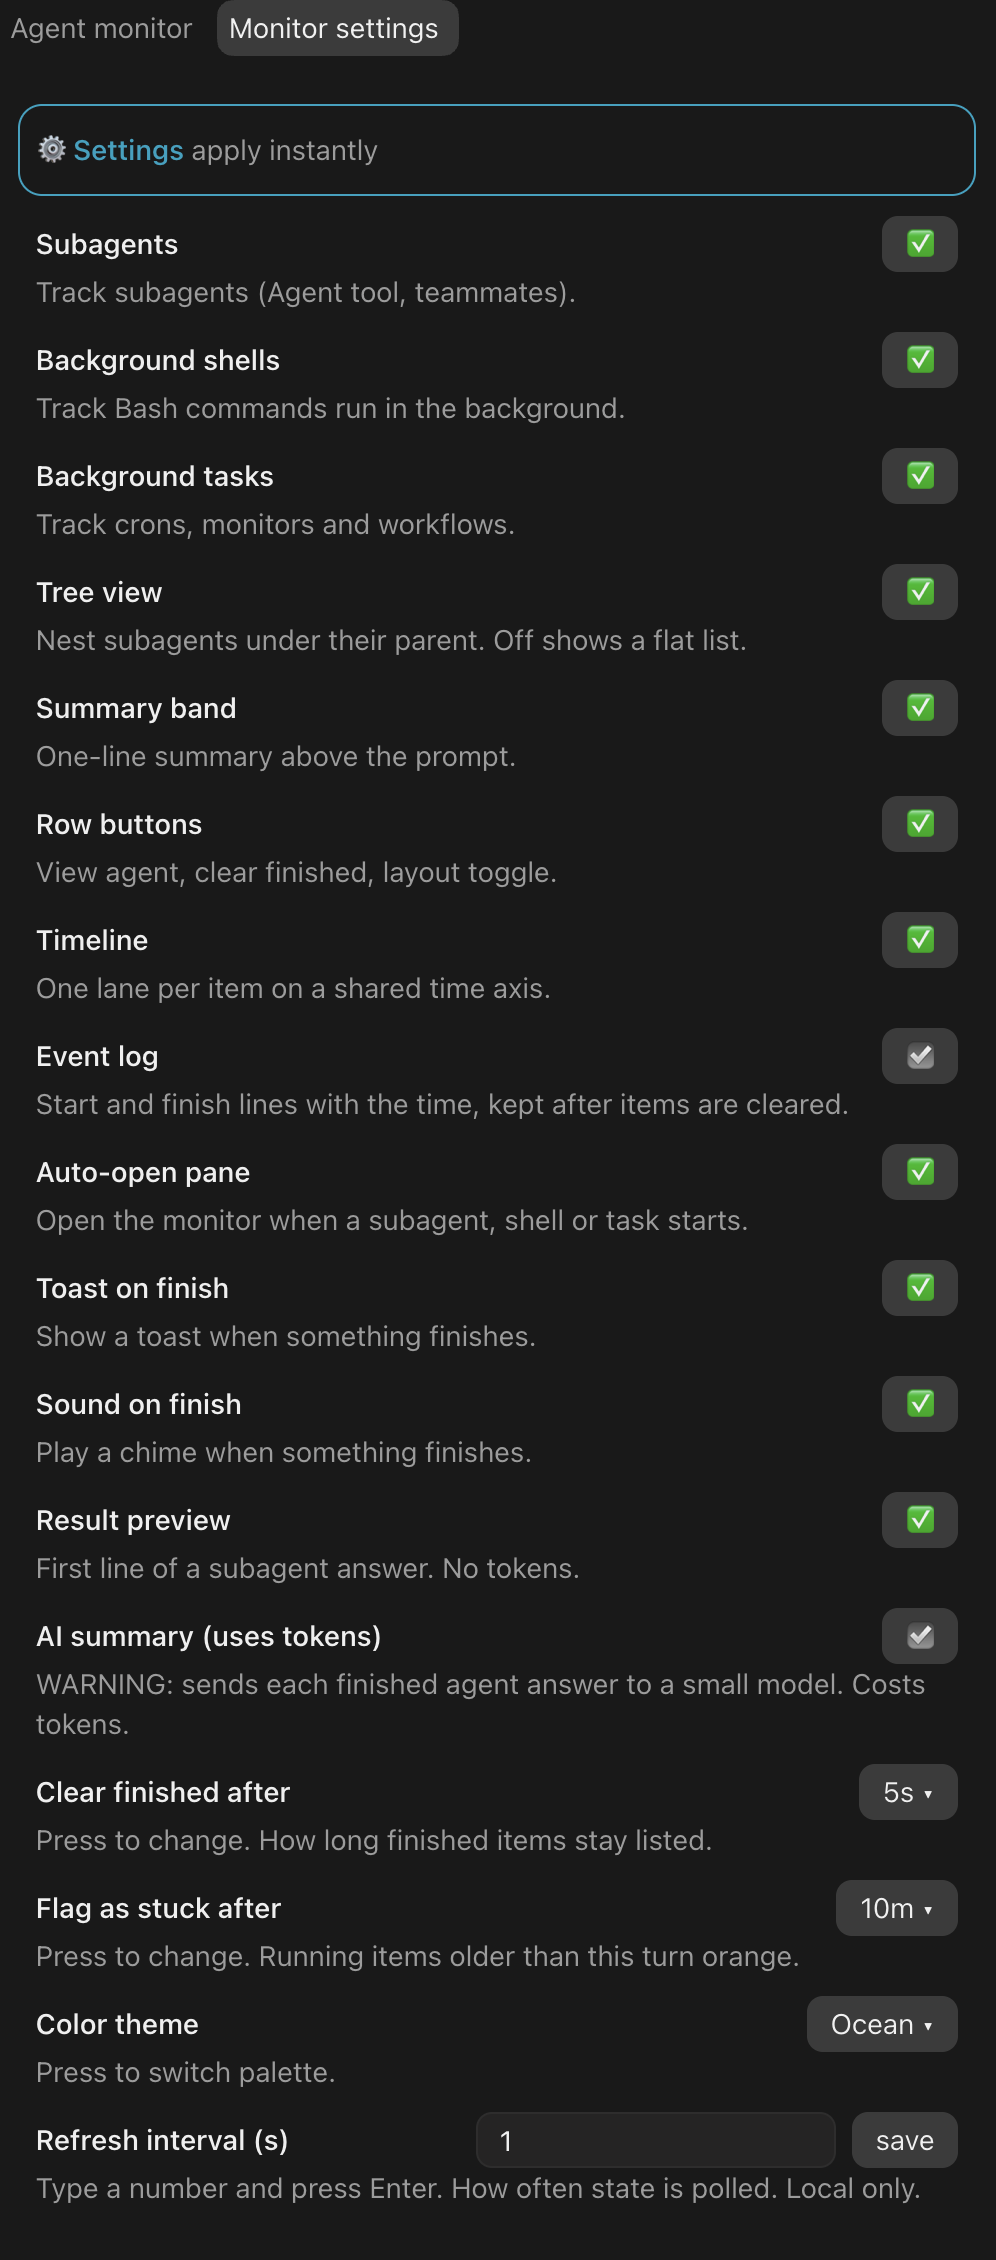 Agent monitor Monitor settings
⚙️ Settings apply instantly
Subagents ✅
Track subagents (Agent tool, teammates).
Background shells ✅
Track Bash commands run in the background.
Background tasks ✅
Track crons, monitors and workflows.
Tree view ✅
Nest subagents under their parent. Off shows a flat list.
Summary band ✅
One-line summary above the prompt.
Row buttons ✅
View agent, clear finished, layout toggle.
Timeline ✅
One lane per item on a shared time axis.
Event log ☑
Start and finish lines with the time, kept after items are cleared.
Auto-open pane ✅
Open the monitor when a subagent, shell or task starts.
Toast on finish ✅
Show a toast when something finishes.
Sound on finish ✅
Play a chime when something finishes.
Result preview ✅
First line of a subagent answer. No tokens.
AI summary (uses tokens) ☑
WARNING: sends each finished agent answer to a small model. Costs
tokens.
Clear finished after 5s ▾
Press to change. How long finished items stay listed.
Flag as stuck after 10m ▾
Press to change. Running items older than this turn orange.
Color theme Ocean ▾
Press to switch palette.
Refresh interval (s) 1 save
Type a number and press Enter. How often state is polled. Local only.